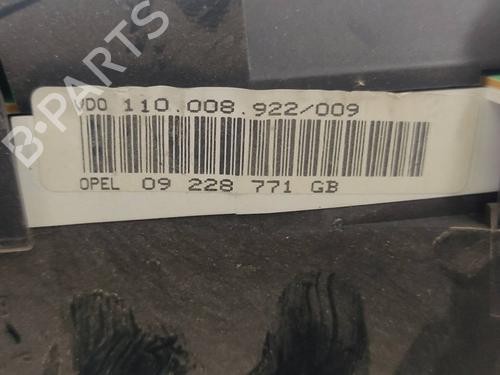 B-PARTS
VDO 110.008.922/009
OPEL 09 228 771 GB